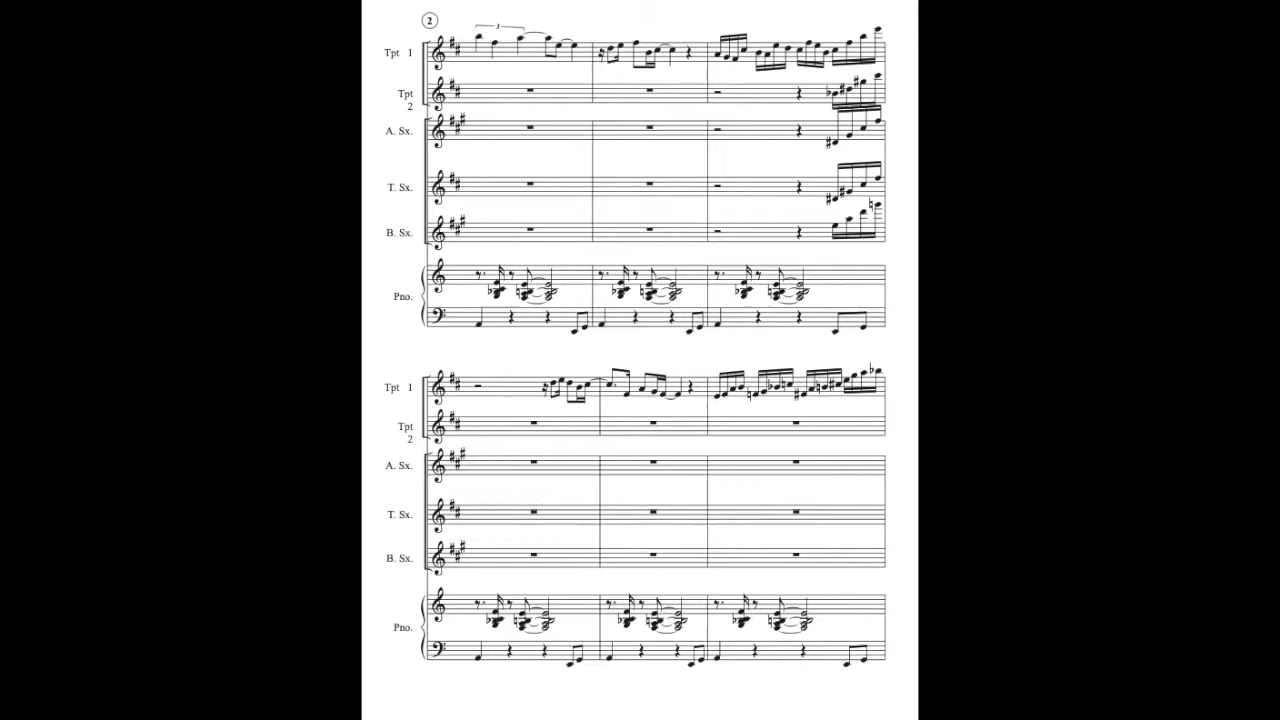 2
3
Tpt 1
Tpt
2
A. Sx.
T. Sx.
B. Sx.
Pno.
Tpt 1
Tpt
2
A. Sx.
T. Sx.
B. Sx.
Pno.